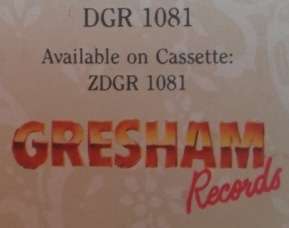 DGR 1081
Available on Cassette:
ZDGR 1081
GRESHAM
Records